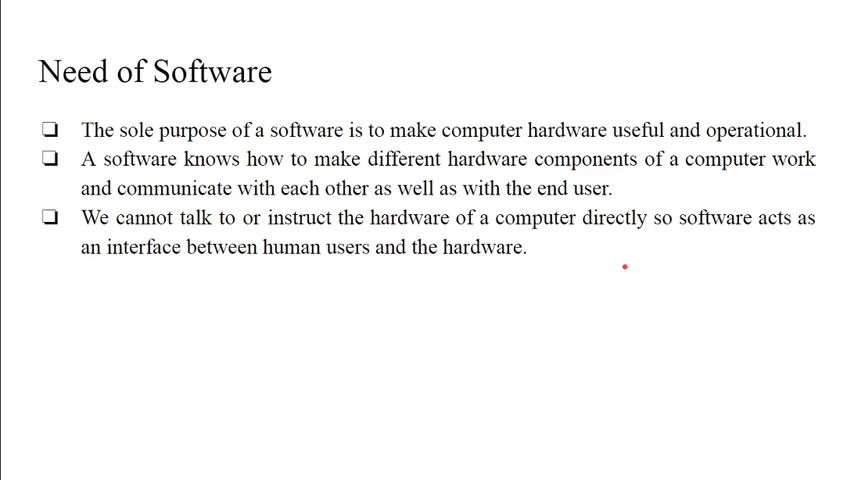 Need of Software
❑ The sole purpose of a software is to make computer hardware useful and operational.
❑ A software knows how to make different hardware components of a computer work
and communicate with each other as well as with the end user.
❑ We cannot talk to or instruct the hardware of a computer directly so software acts as
an interface between human users and the hardware.